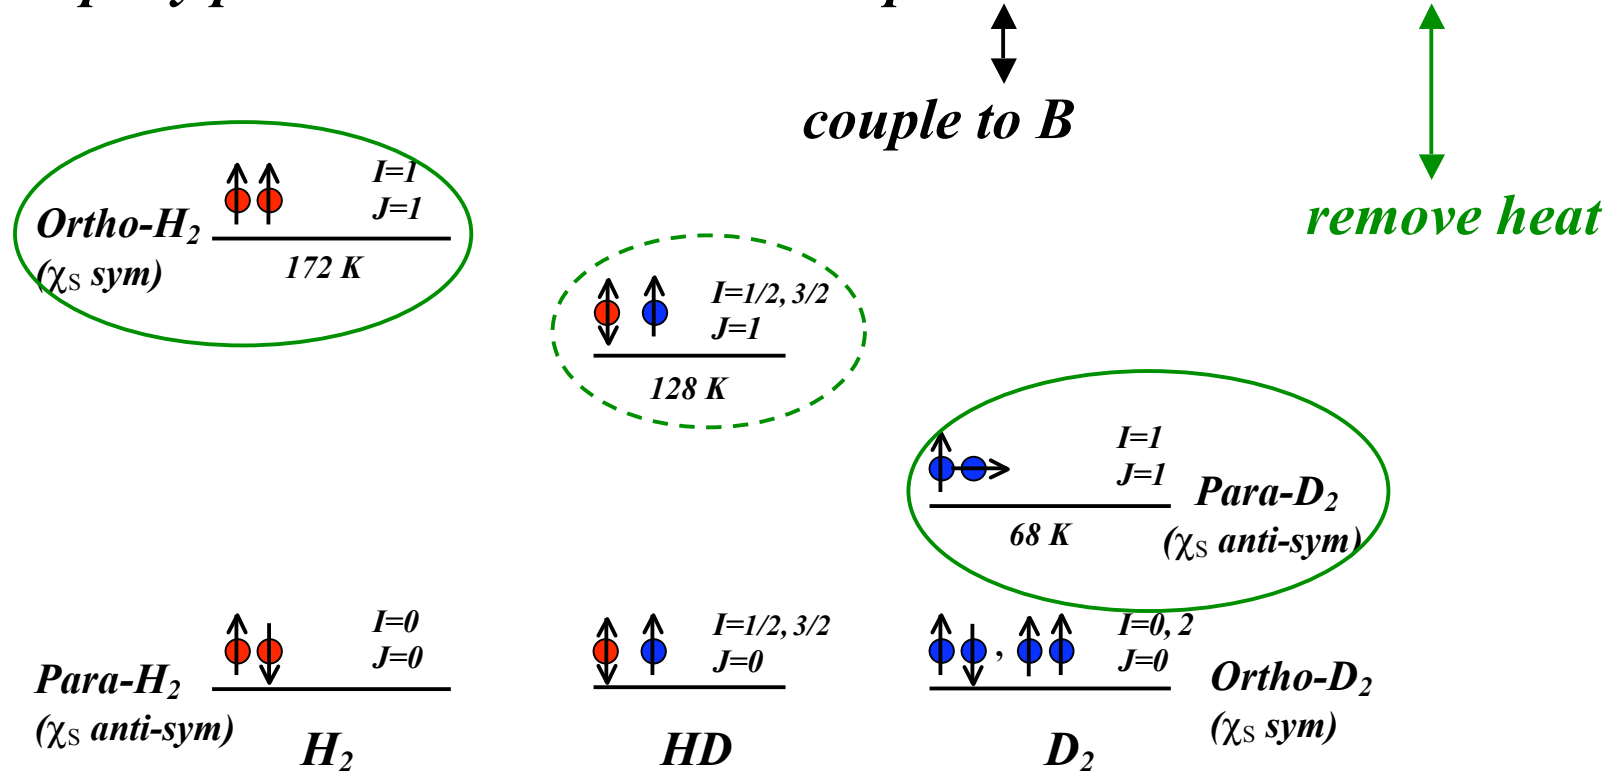 couple to B
remove heat
I=1
J=1
Ortho-H₂
(χS sym)
172 K
I=1/2, 3/2
J=1
128 K
I=1
J=1
Para-D₂
(χS anti-sym)
68 K
I=0
J=0
Para-H₂
(χS anti-sym)
H₂
I=1/2, 3/2
J=0
HD
,
I=0, 2
J=0
Ortho-D₂
(χS sym)
D₂